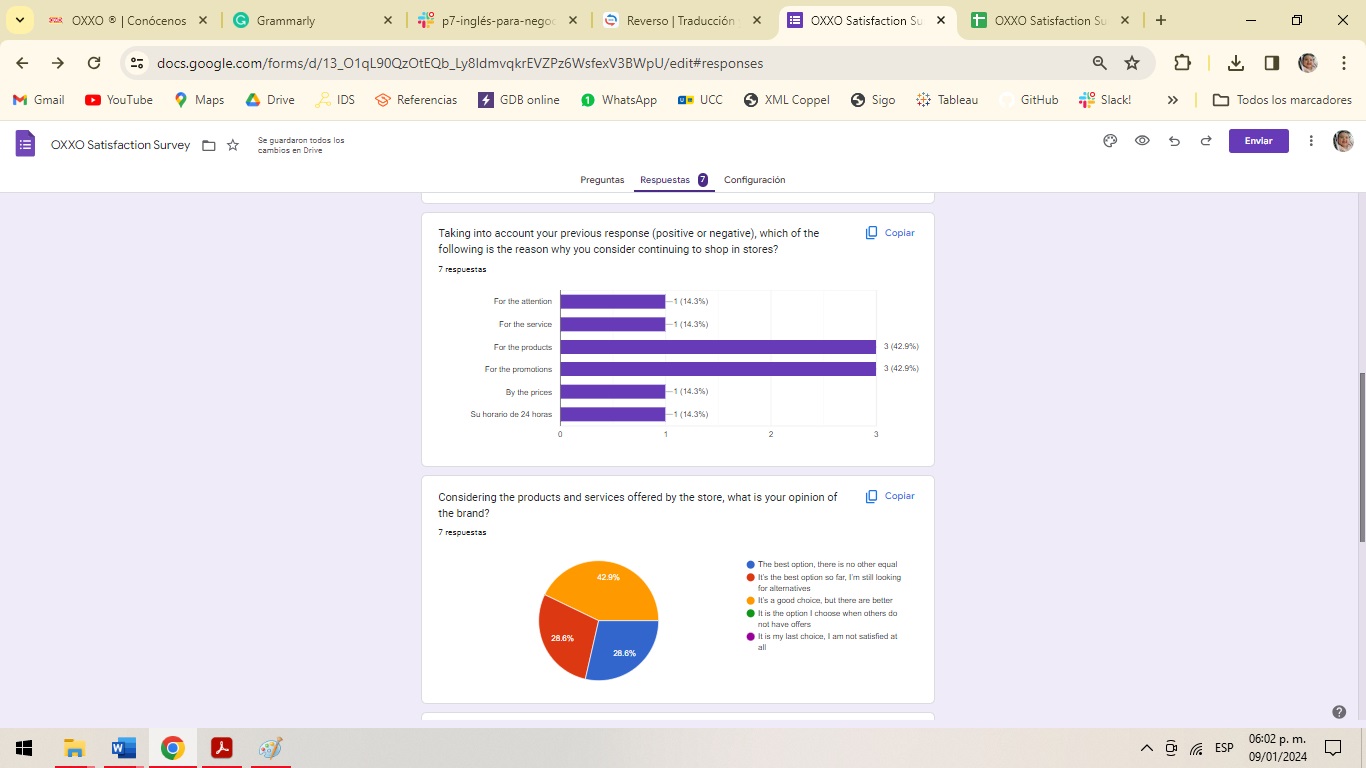 OXXO ® | Conócenos
Grammarly
p7-inglés-para-nego
Reverso | Traducción
OXXO Satisfaction Su
OXXO Satisfaction Su
docs.google.com/forms/d/13_O1qL90QzOtEQb_Ly8IdmvqkrEVZPz6WsfexV3BWpU/edit#responses
Gmail
YouTube
Maps
Drive
IDS
Referencias
GDB online
WhatsApp
UCC
XML Coppel
Sigo
Tableau
GitHub
Slack!
Todos los marcadores
OXXO Satisfaction Survey
Se guardaron todos los
cambios en Drive
Enviar
Preguntas
Respuestas 7
Configuración
Taking into account your previous response (positive or negative), which of the
following is the reason why you consider continuing to shop in stores?
Copiar
7 respuestas
For the attention
1 (14.3%)
For the service
1 (14.3%)
For the products
3 (42.9%)
For the promotions
3 (42.9%)
By the prices
1 (14.3%)
Su horario de 24 horas
1 (14.3%)
0 1 2 3
Considering the products and services offered by the store, what is your opinion of
the brand?
Copiar
7 respuestas
42.9%
28.6%
28.6%
The best option, there is no other equal
It's the best option so far, I'm still looking
for alternatives
It's a good choice, but there are better
It is the option I choose when others do
not have offers
It is my last choice, I am not satisfied at
all
ESP
06:02 p. m.
09/01/2024